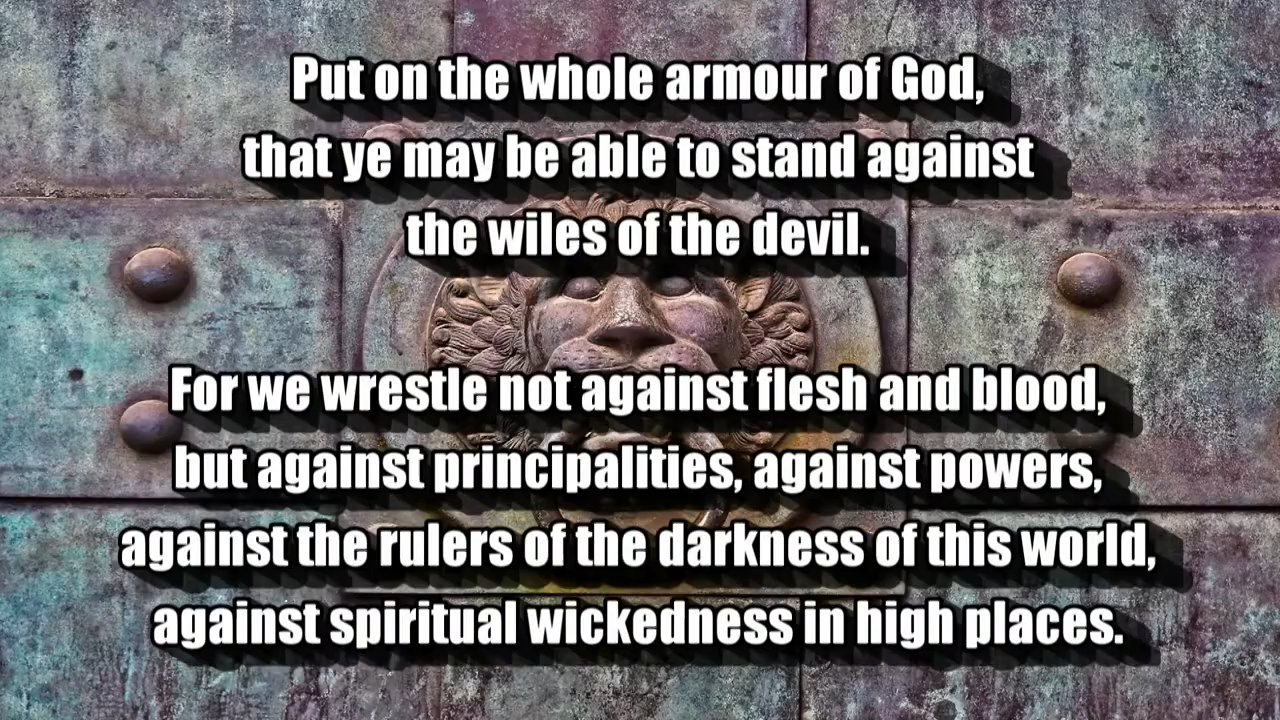 Put on the whole armour of God,
that ye may be able to stand against
the wiles of the devil.
For we wrestle not against flesh and blood,
but against principalities, against powers,
against the rulers of the darkness of this world,
against spiritual wickedness in high places.